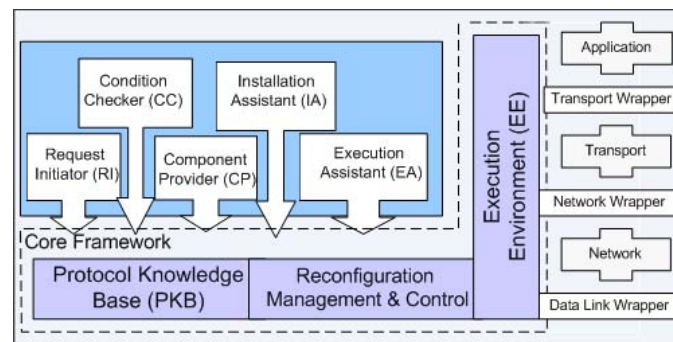 Condition
Checker (CC)
Installation
Assistant (IA)
Request
Initiator (RI)
Component
Provider (CP)
Execution
Assistant (EA)
Core Framework
Protocol Knowledge
Base (PKB)
Reconfiguration
Management & Control
Execution
Environment (EE)
Application
Transport Wrapper
Transport
Network Wrapper
Network
Data Link Wrapper